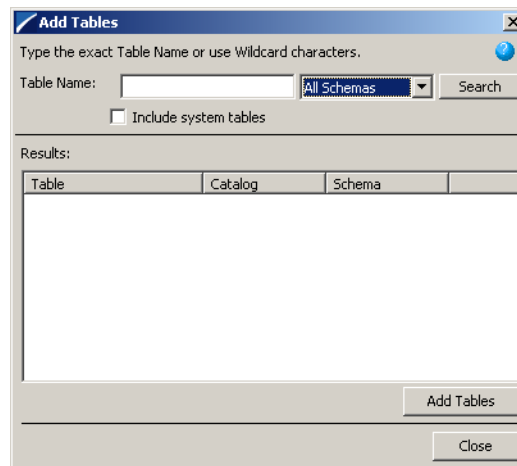 Add Tables
Type the exact Table Name or use Wildcard characters.
Table Name: All Schemas Search
Include system tables
Results:
Table Catalog Schema
Add Tables
Close